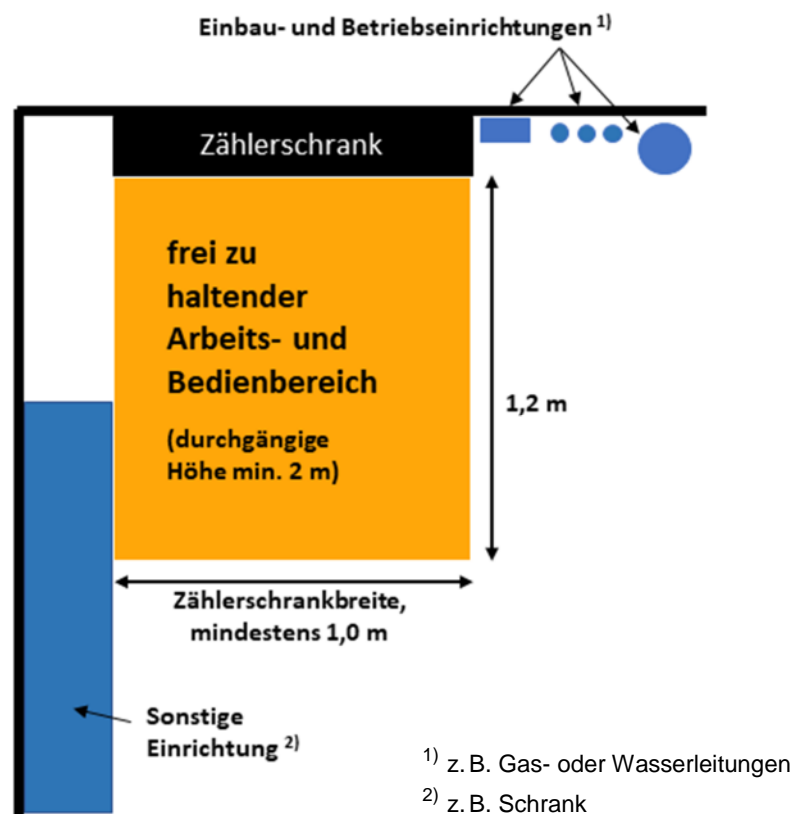 Einbau- und Betriebseinrichtungen 1)
Zählerschrank
frei zu
haltender
Arbeits- und
Bedienbereich
(durchgängige
Höhe min. 2 m)
1,2 m
Zählerschrankbreite,
mindestens 1,0 m
Sonstige
Einrichtung 2)
1) z.B. Gas- oder Wasserleitungen
2) z.B. Schrank